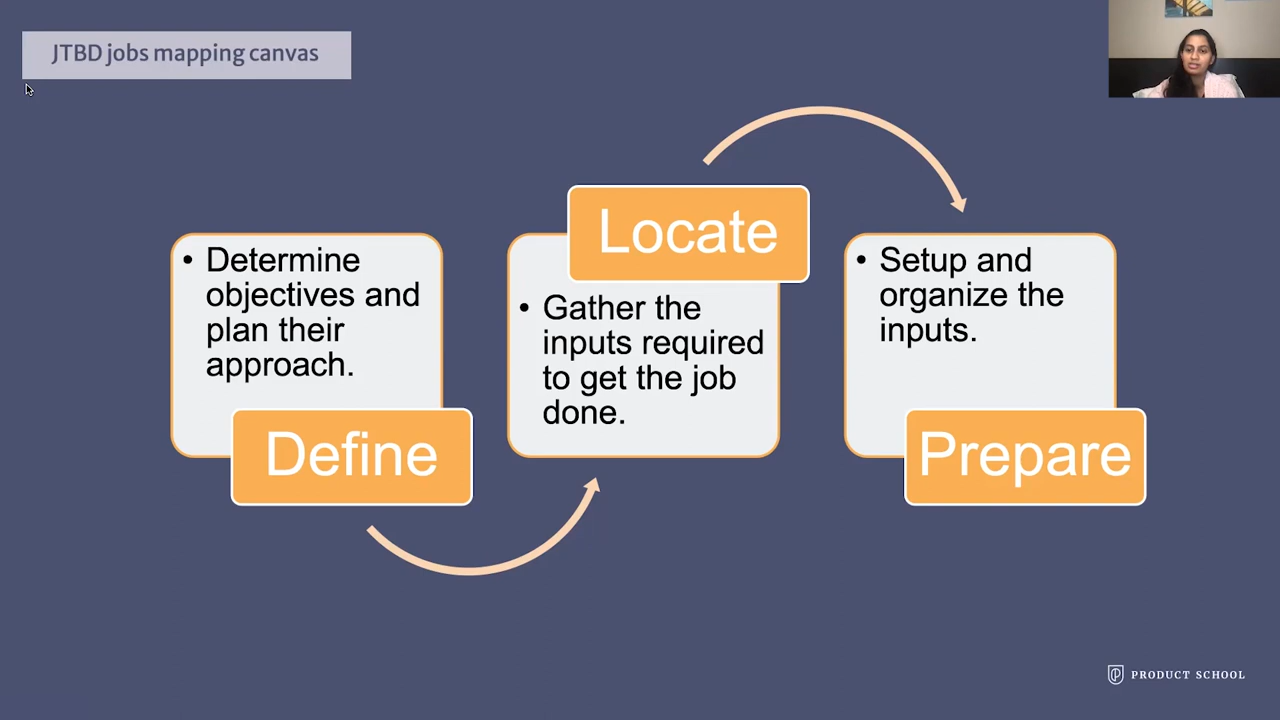 JTBD jobs mapping canvas
• Determine
objectives and
plan their
approach.
Define
Locate
• Gather the
inputs required
to get the job
done.
• Setup and
organize the
inputs.
Prepare
PRODUCT SCHOOL